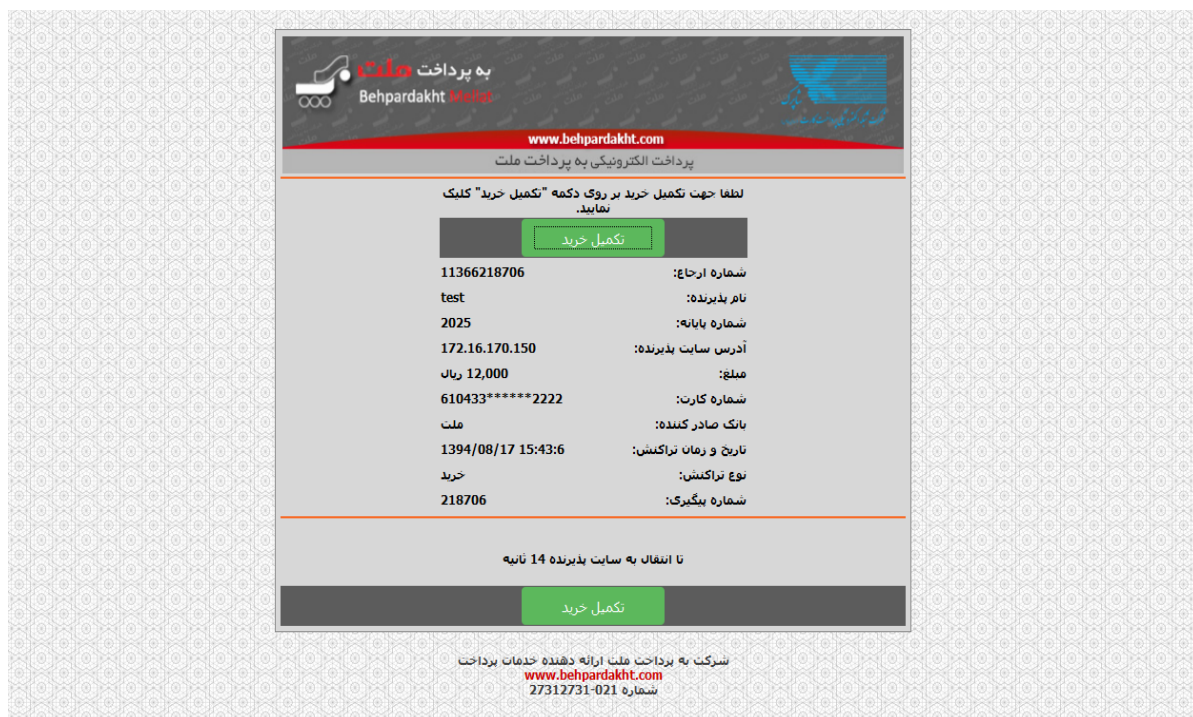 به پرداخت ملت
Behpardakht Mellat
شاپرک
www.behpardakht.com
پرداخت الکترونیکی به پرداخت ملت
لطفا جهت تکمیل خرید بر روی دکمه "تکمیل خرید" کلیک
نمایید.
تکمیل خرید
شماره ارجاع: 11366218706
نام پذیرنده: test
شماره پایانه: 2025
آدرس سایت پذیرنده: 172.16.170.150
مبلغ: 12,000 ریال
شماره کارت: 610433******2222
بانک صادر کننده: ملت
تاریخ و زمان تراکنش: 1394/08/17 15:43:6
نوع تراکنش: خرید
شماره پیگیری: 218706
تا انتقال به سایت پذیرنده 14 ثانیه
تکمیل خرید
شرکت به پرداخت ملت ارائه دهنده خدمات پرداخت
www.behpardakht.com
شماره 021-27312731